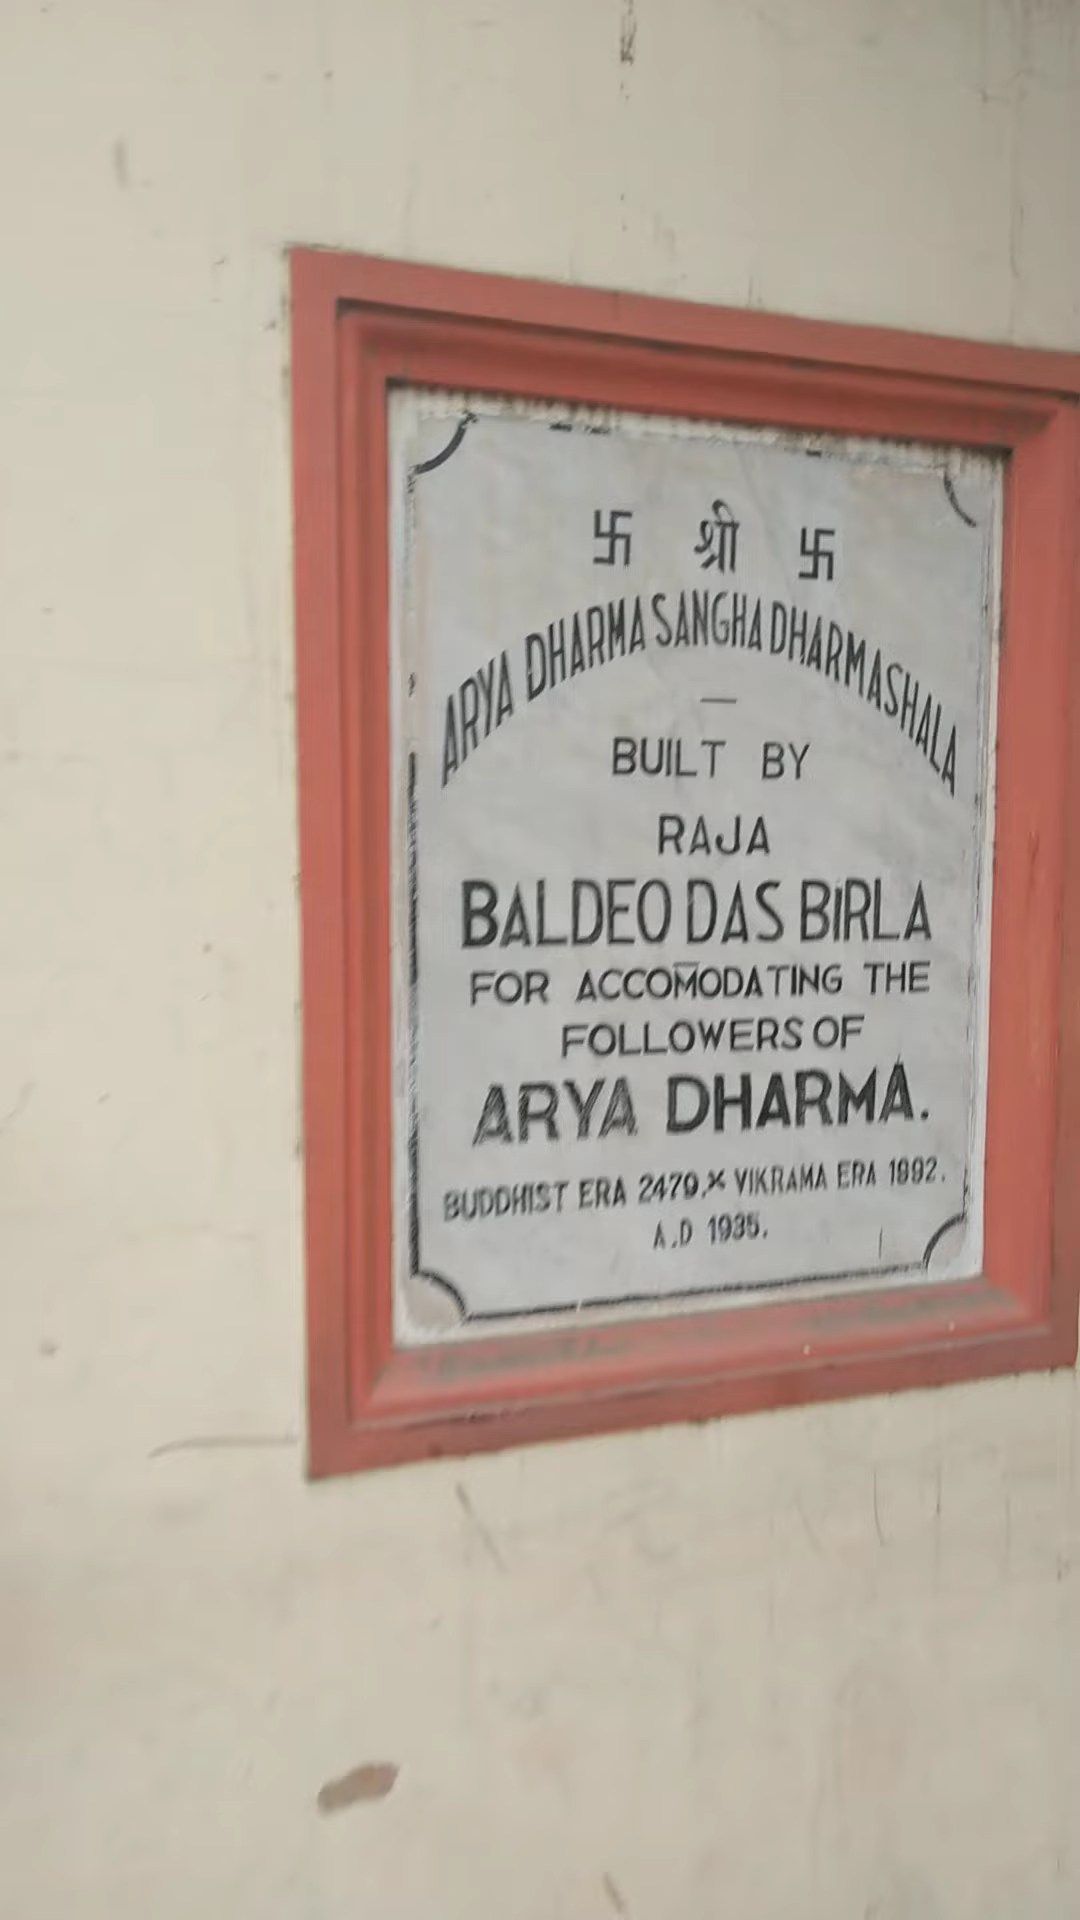 卐 श्री 卐
ARYA DHARMA SANGHA DHARMASHALA
BUILT BY
RAJA
BALDEO DAS BIRLA
FOR ACCOMODATING THE
FOLLOWERS OF
ARYA DHARMA.
BUDDHIST ERA 2479. × VIKRAMA ERA 1992.
A.D 1935.